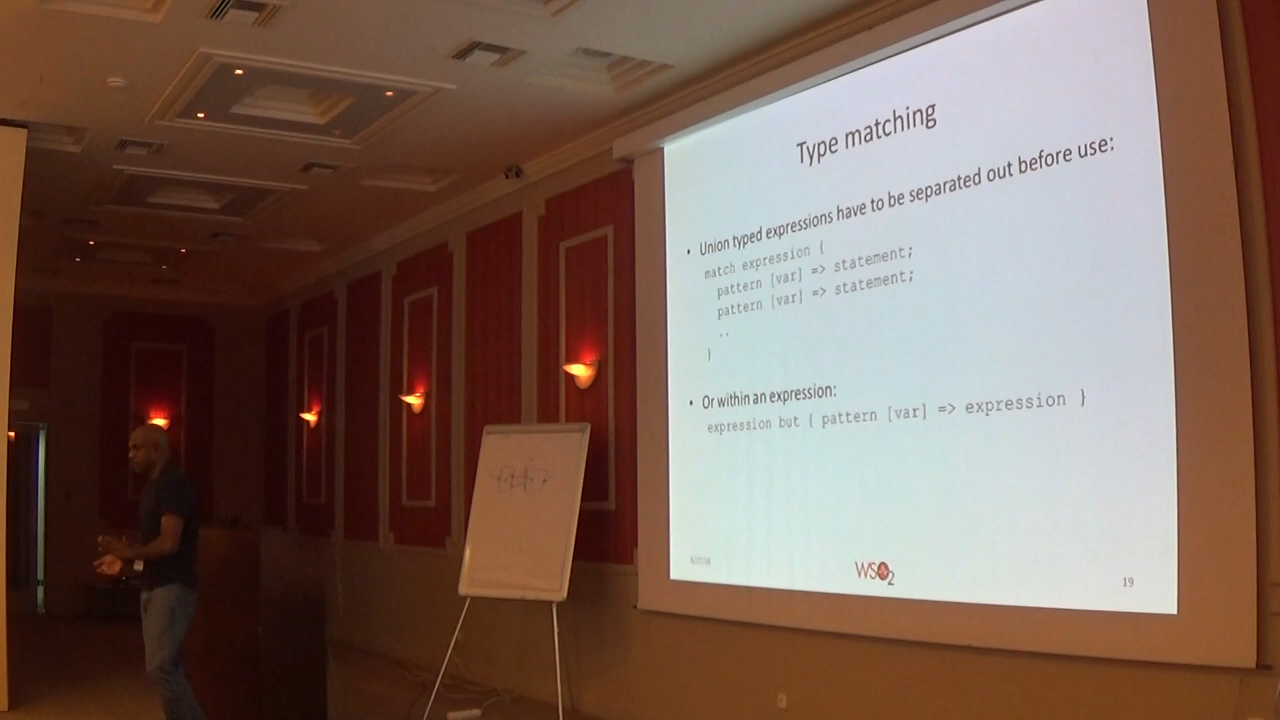 Type matching
• Union typed expressions have to be separated out before use:
match expression {
pattern [var] => statement;
pattern [var] => statement;
..
}
• Or within an expression:
expression but { pattern [var] => expression }
WSO2
19